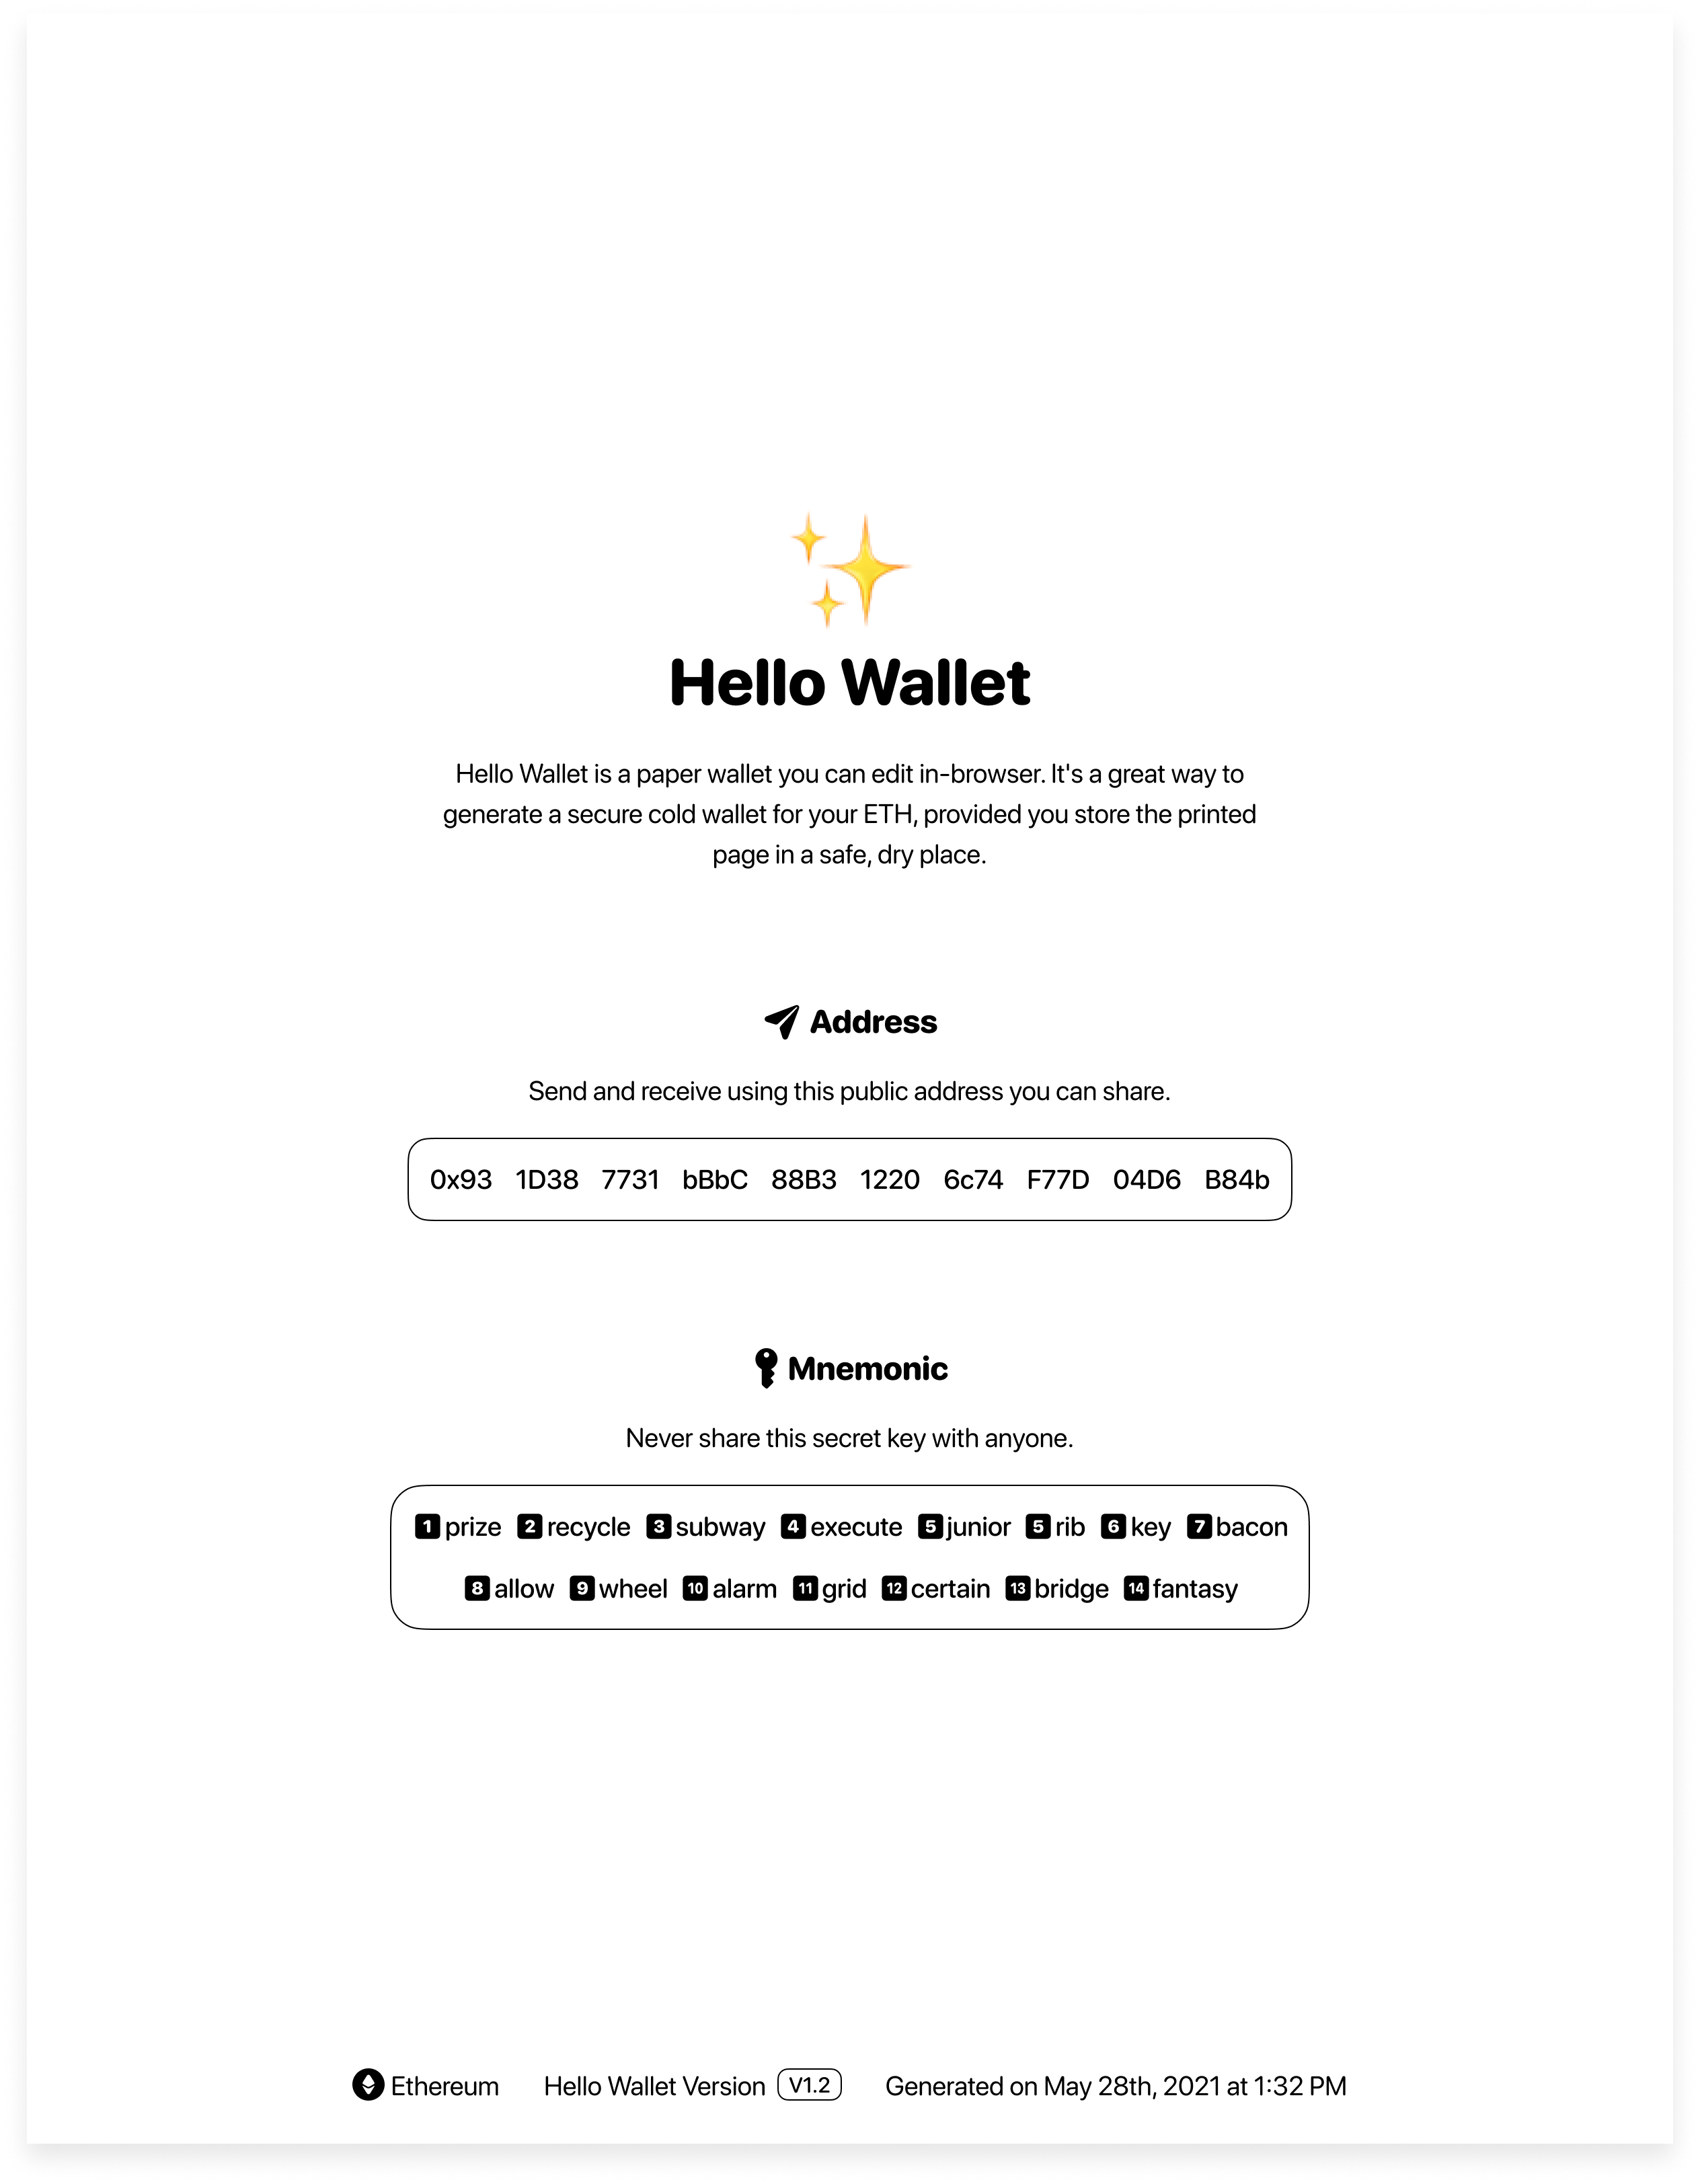 Hello Wallet
Hello Wallet is a paper wallet you can edit in-browser. It's a great way to
generate a secure cold wallet for your ETH, provided you store the printed
page in a safe, dry place.
Address
Send and receive using this public address you can share.
0x93 1D38 7731 bBbC 88B3 1220 6c74 F77D 04D6 B84b
Mnemonic
Never share this secret key with anyone.
1 prize 2 recycle 3 subway 4 execute 5 junior 5 rib 6 key 7 bacon
8 allow 9 wheel 10 alarm 11 grid 12 certain 13 bridge 14 fantasy
Ethereum Hello Wallet Version V1.2 Generated on May 28th, 2021 at 1:32 PM